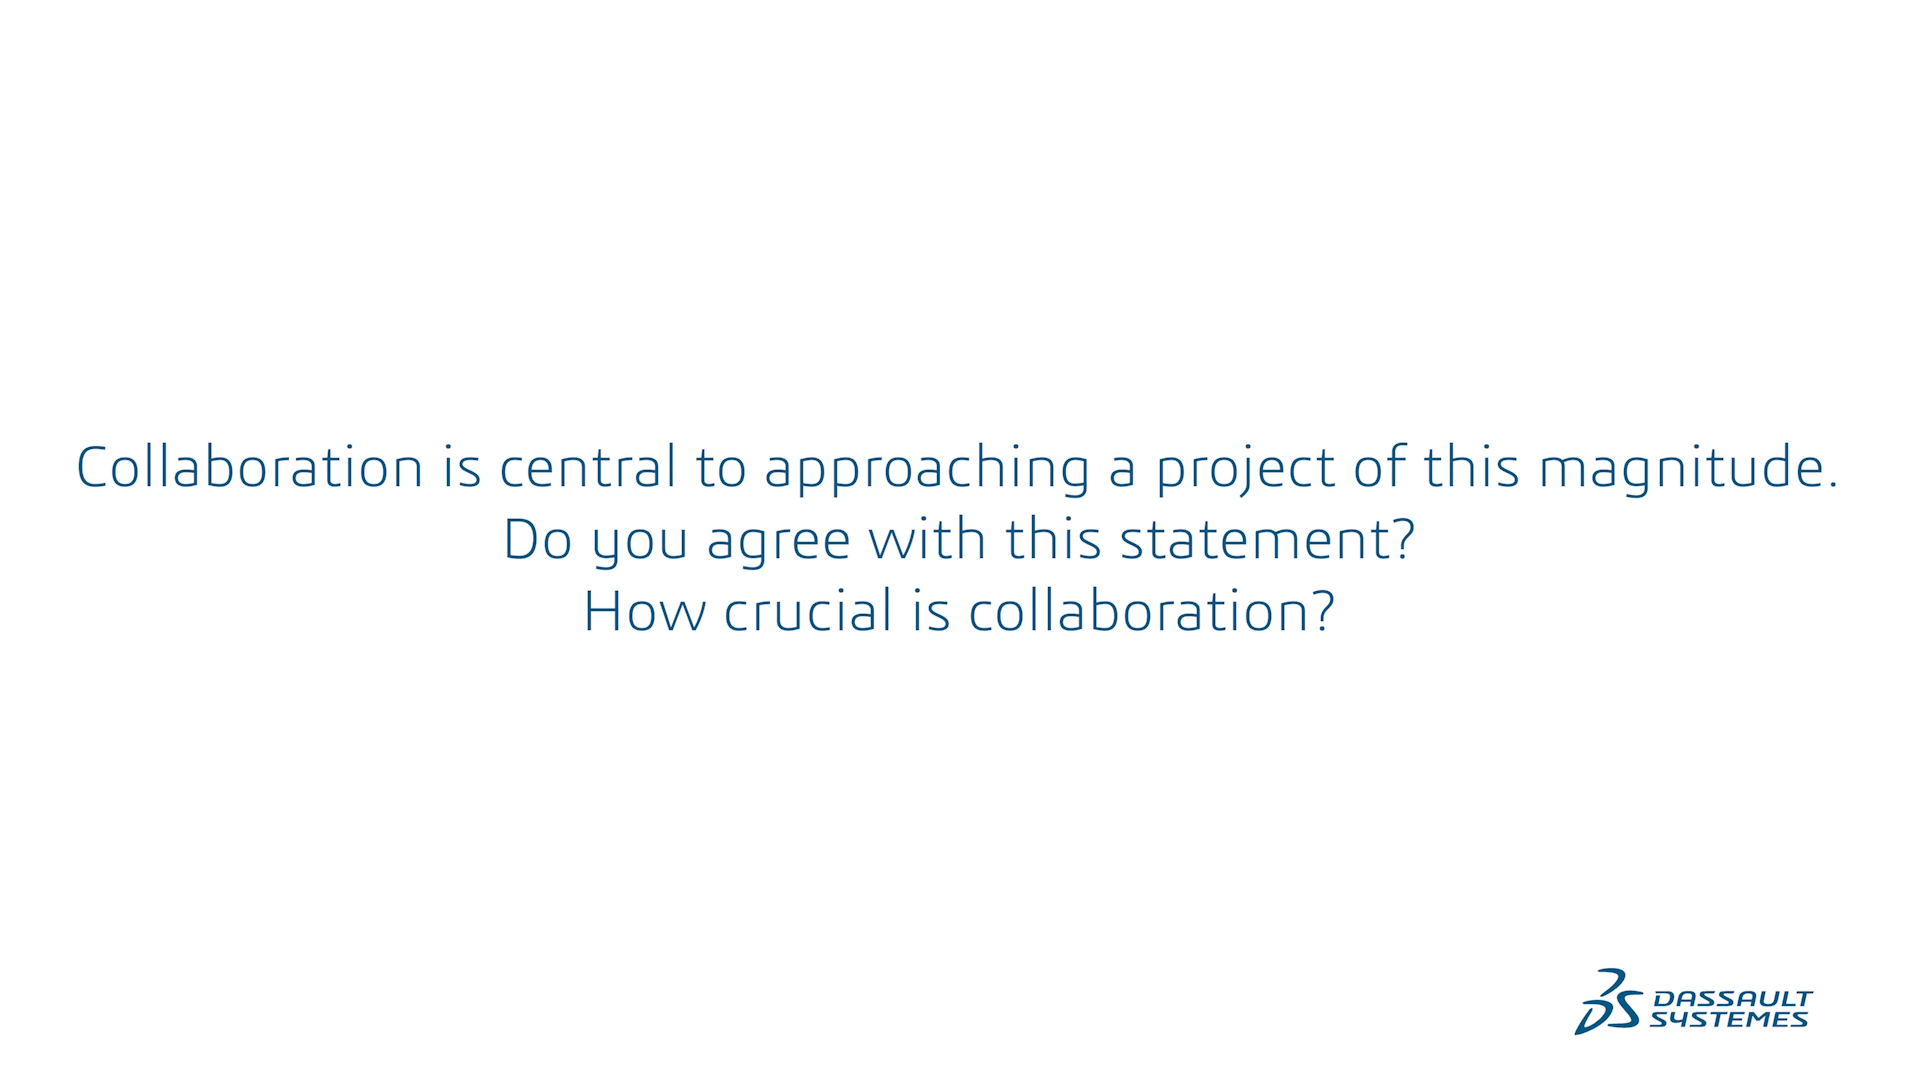 Collaboration is central to approaching a project of this magnitude.
Do you agree with this statement?
How crucial is collaboration?
3DS DASSAULT
SYSTEMES